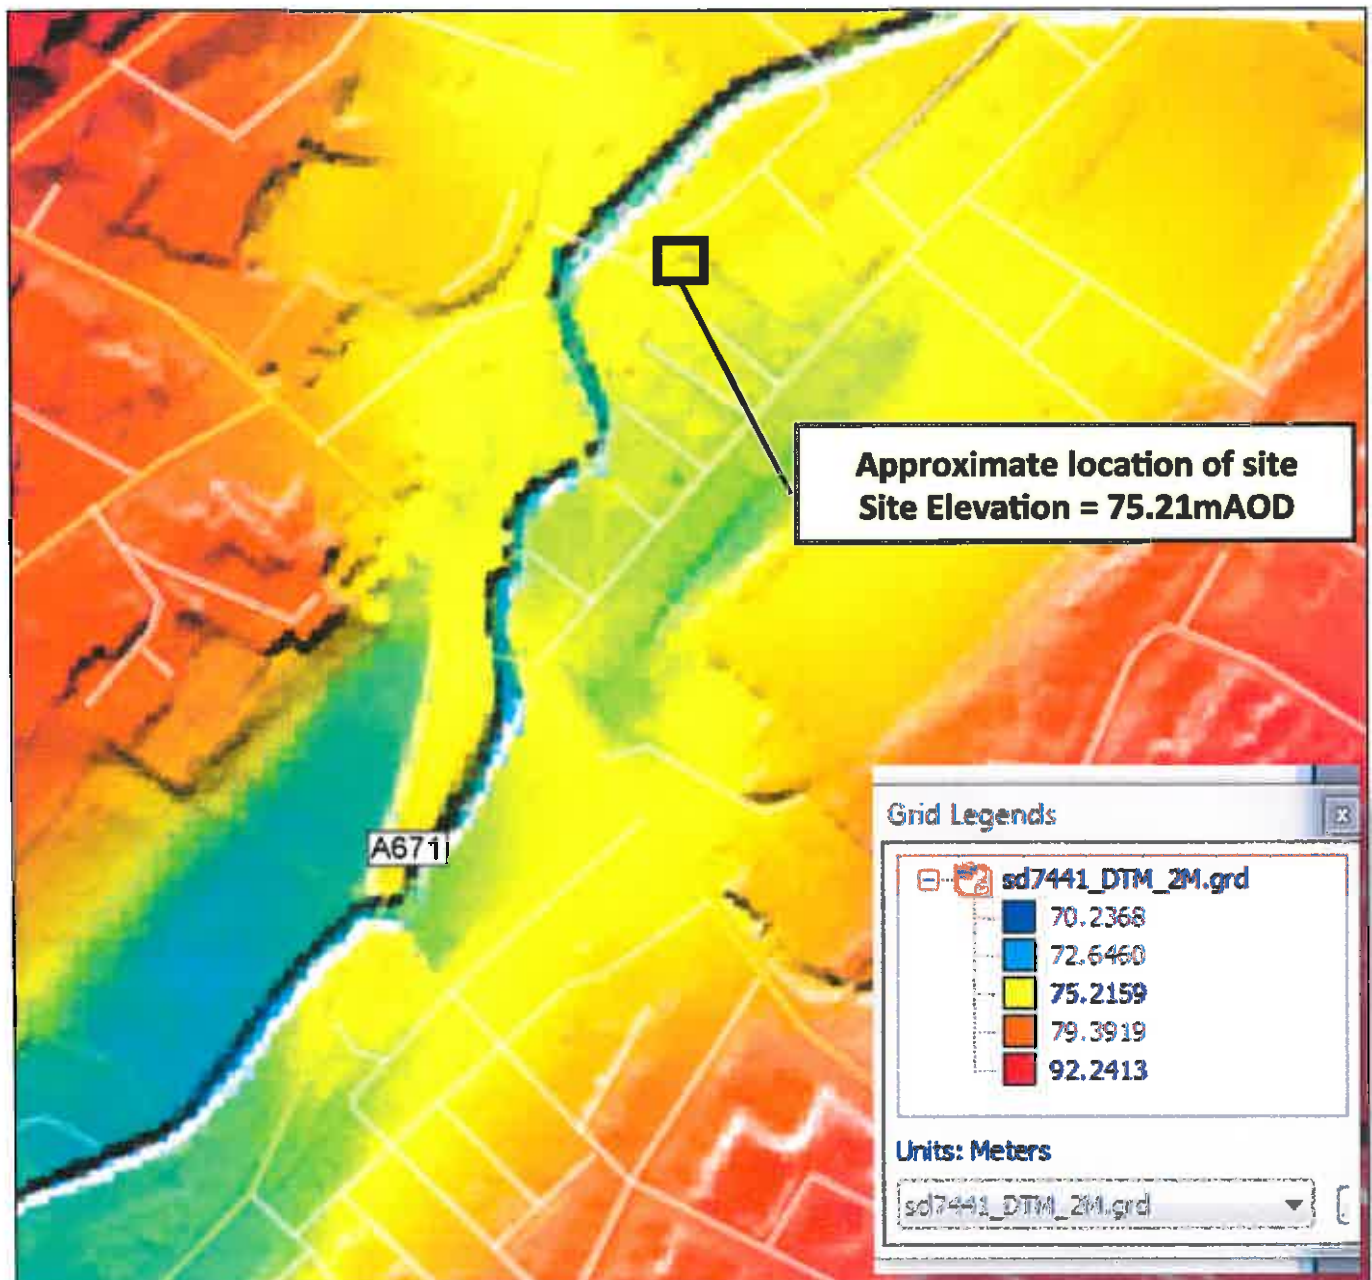 Approximate location of site
Site Elevation = 75.21mAOD
A671
Grid Legends
sd7441_DTM_2M.grd
70.2368
72.6460
75.2159
79.3919
92.2413
Units: Meters
sd7441_DTM_2M.grd